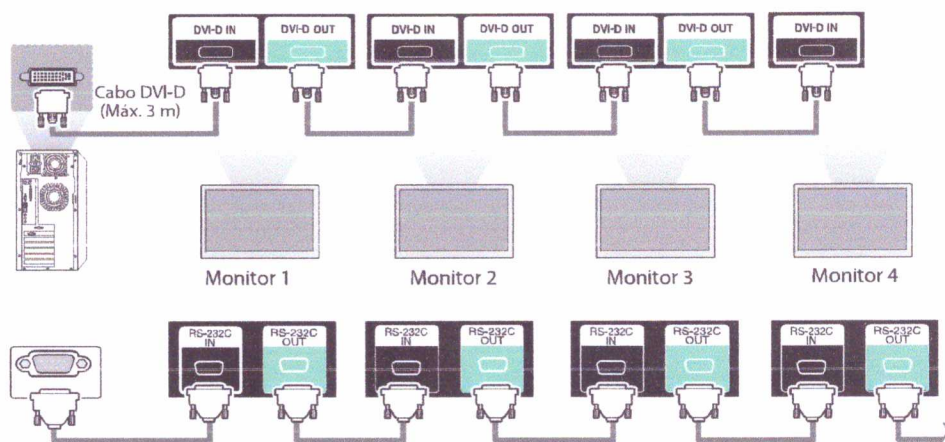 DVI-D IN DVI-D OUT DVI-D IN DVI-D OUT DVI-D IN DVI-D OUT DVI-D IN
Cabo DVI-D
(Máx. 3 m)
Monitor 1 Monitor 2 Monitor 3 Monitor 4
RS-232C RS-232C RS-232C RS-232C RS-232C RS-232C RS-232C RS-232C
IN OUT IN OUT IN OUT IN OUT